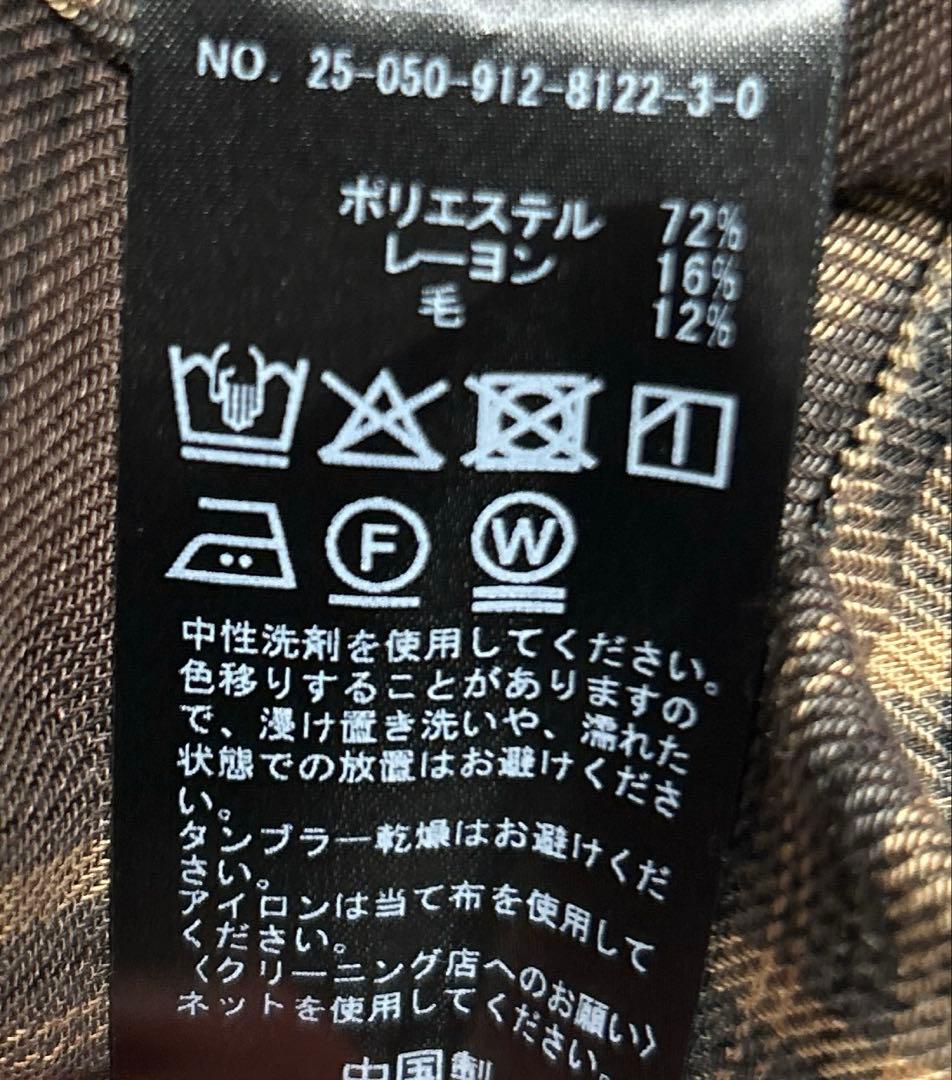 NO. 25-050-912-8122-3-0
ポリエステル 72%
レーヨン 16%
毛 12%
F W
中性洗剤を使用してください。
色移りすることがありますの
で、浸け置き洗いや、濡れた
状態での放置はお避けくださ
い。
タンブラー乾燥はお避けくだ
さい。
アイロンは当て布を使用して
ください。
〈クリーニング店へのお願い〉
ネットを使用してください。
中国製